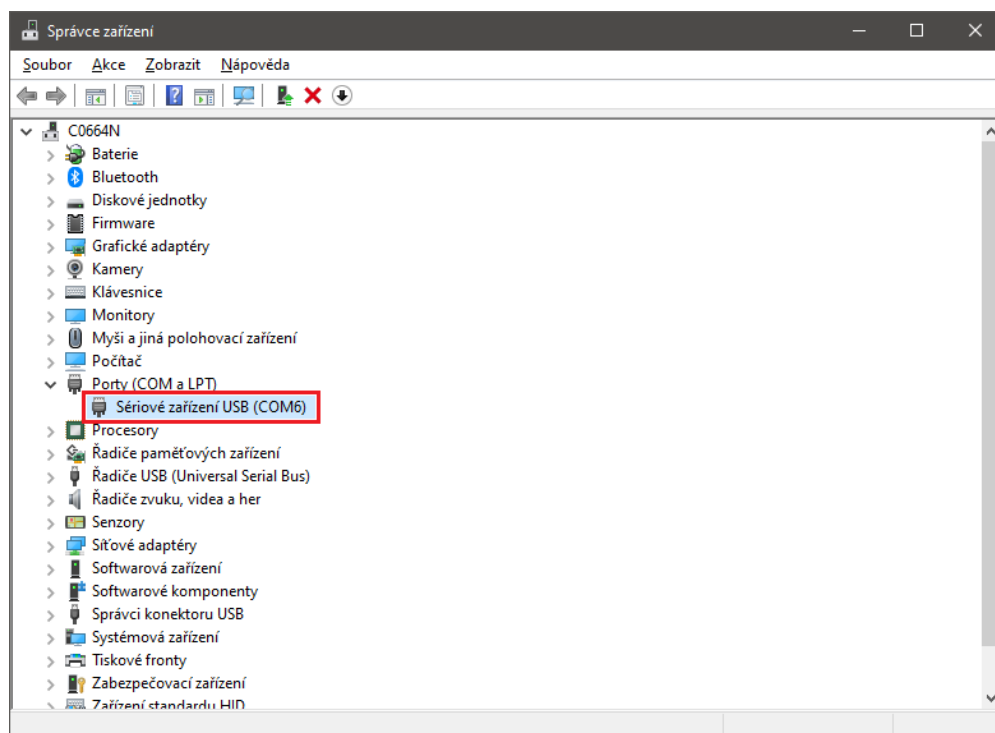 Správce zařízení
Soubor Akce Zobrazit Nápověda
C0664N
Baterie
Bluetooth
Diskové jednotky
Firmware
Grafické adaptéry
Kamery
Klávesnice
Monitory
Myši a jiná polohovací zařízení
Počítač
Porty (COM a LPT)
Sériové zařízení USB (COM6)
Procesory
Řadiče paměťových zařízení
Řadiče USB (Universal Serial Bus)
Řadiče zvuku, videa a her
Senzory
Síťové adaptéry
Softwarová zařízení
Softwarové komponenty
Správci konektoru USB
Systémová zařízení
Tiskové fronty
Zabezpečovací zařízení
Zařízení standardu HID